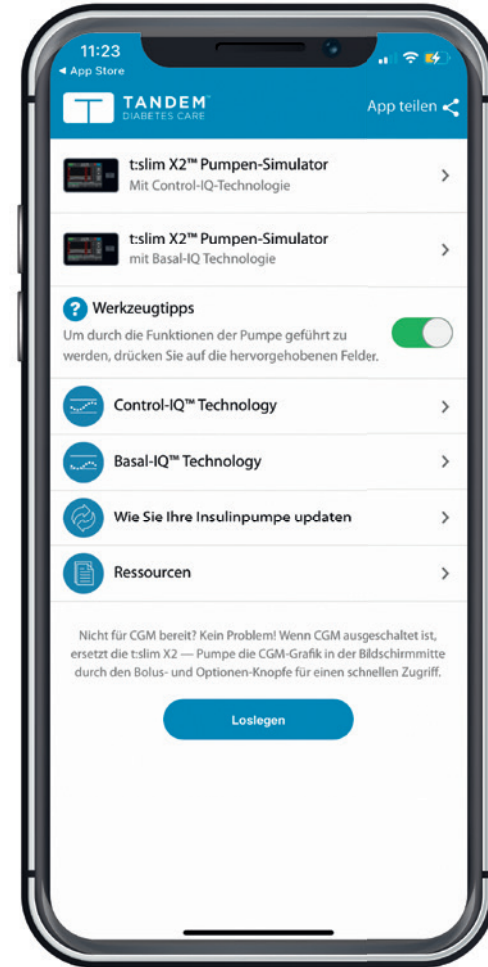 11:23
◀ App Store
TANDEM™
DIABETES CARE
App teilen
t:slim X2™ Pumpen-Simulator
Mit Control-IQ-Technologie
t:slim X2™ Pumpen-Simulator
mit Basal-IQ Technologie
? Werkzeugtipps
Um durch die Funktionen der Pumpe geführt zu
werden, drücken Sie auf die hervorgehobenen Felder.
Control-IQ™ Technology
Basal-IQ™ Technology
Wie Sie Ihre Insulinpumpe updaten
Ressourcen
Nicht für CGM bereit? Kein Problem! Wenn CGM ausgeschaltet ist,
ersetzt die t:slim X2 — Pumpe die CGM-Grafik in der Bildschirmmitte
durch den Bolus- und Optionen-Knopfe für einen schnellen Zugriff.
Loslegen